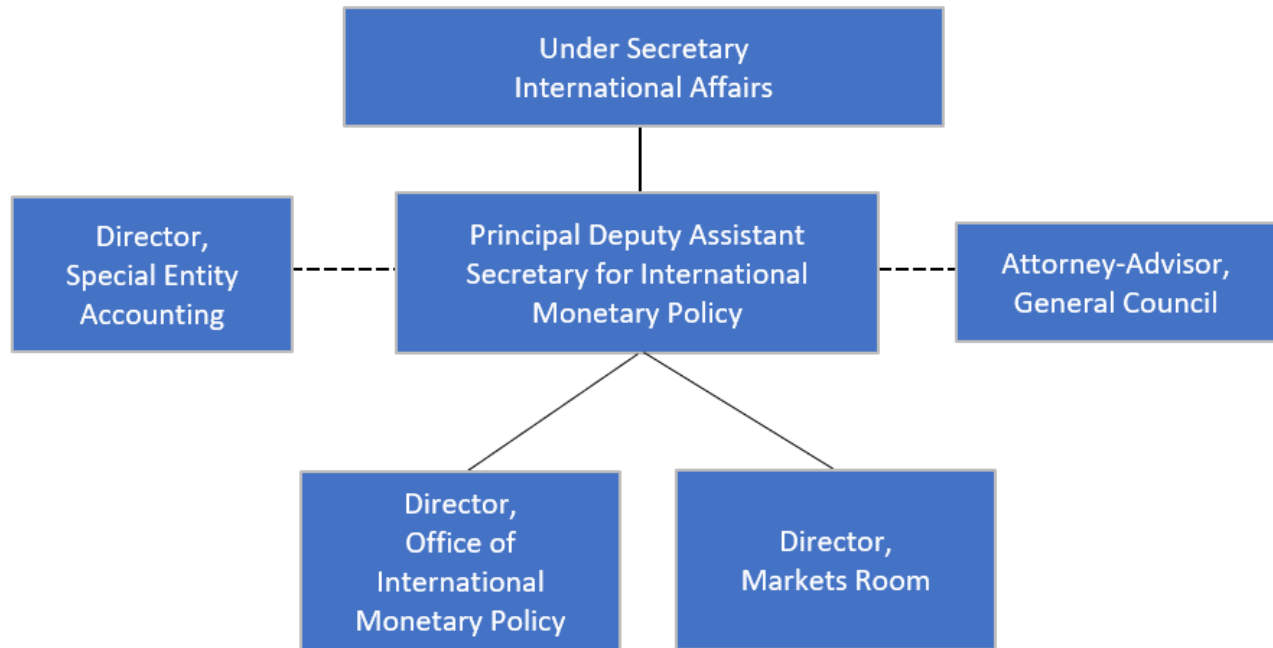 Under Secretary
International Affairs
Director,
Special Entity
Accounting
Principal Deputy Assistant
Secretary for International
Monetary Policy
Attorney-Advisor,
General Council
Director,
Office of
International
Monetary Policy
Director,
Markets Room